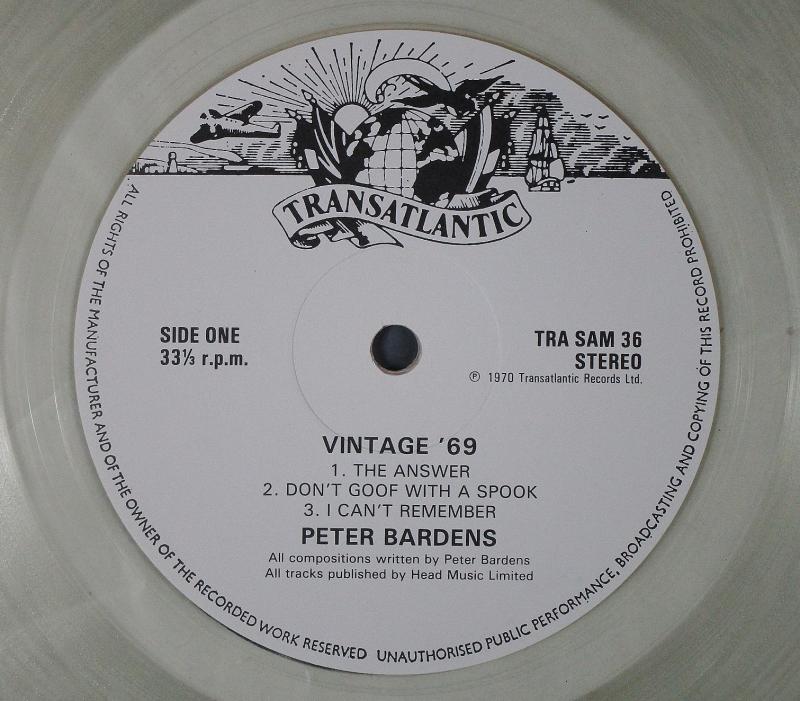 TRANSATLANTIC
SIDE ONE
33⅓ r.p.m.
TRA SAM 36
STEREO
℗ 1970 Transatlantic Records Ltd.
VINTAGE '69
1. THE ANSWER
2. DON'T GOOF WITH A SPOOK
3. I CAN'T REMEMBER
PETER BARDENS
All compositions written by Peter Bardens
All tracks published by Head Music Limited
ALL RIGHTS OF THE MANUFACTURER AND OF THE OWNER OF THE RECORDED WORK RESERVED UNAUTHORISED PUBLIC PERFORMANCE, BROADCASTING AND COPYING OF THIS RECORD PROHIBITED